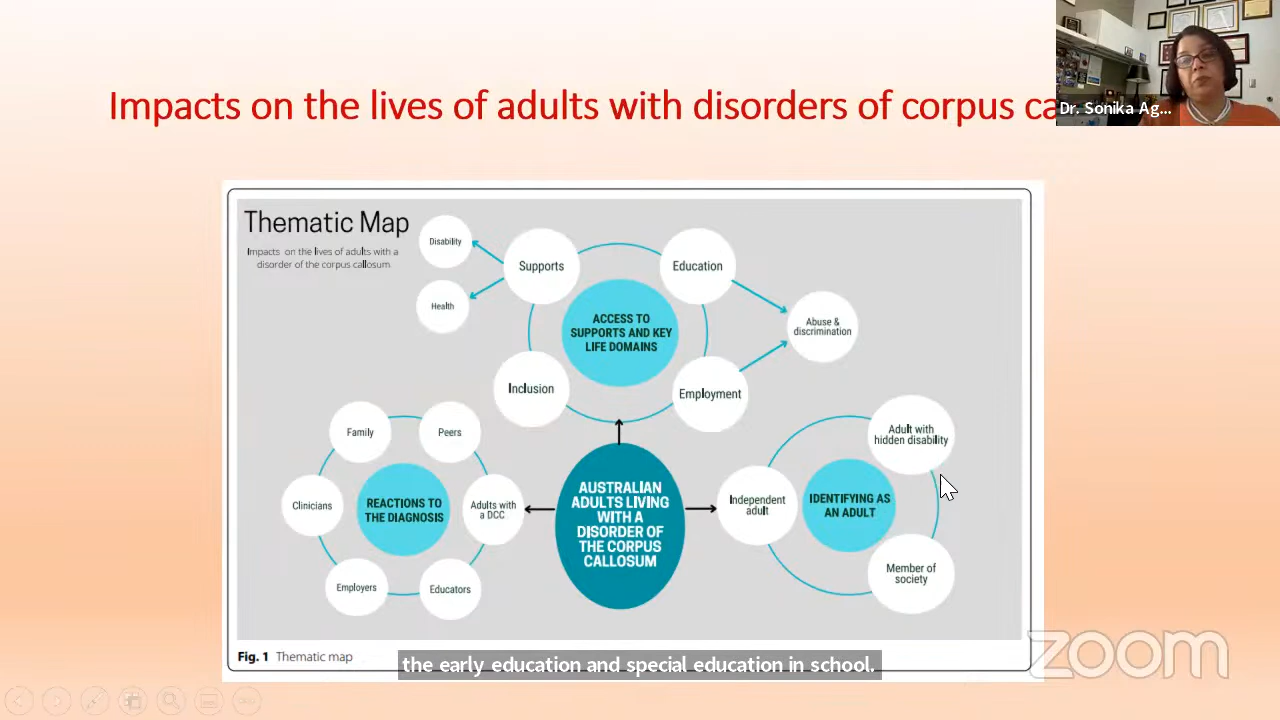 Impacts on the lives of adults with disorders of corpus ca
Dr. Sonika Ag...
Thematic Map
Impacts on the lives of adults with a
disorder of the corpus callosum
Disability
Health
Supports
Education
ACCESS TO
SUPPORTS AND KEY
LIFE DOMAINS
Abuse &
discrimination
Inclusion
Employment
Family
Peers
Clinicians
REACTIONS TO
THE DIAGNOSIS
Adults with
a DCC
Employers
Educators
AUSTRALIAN
ADULTS LIVING
WITH A
DISORDER OF
THE CORPUS
CALLOSUM
Independent
adult
IDENTIFYING AS
AN ADULT
Adult with
hidden disability
Member of
society
Fig. 1 Thematic map
the early education and special education in school.
zoom